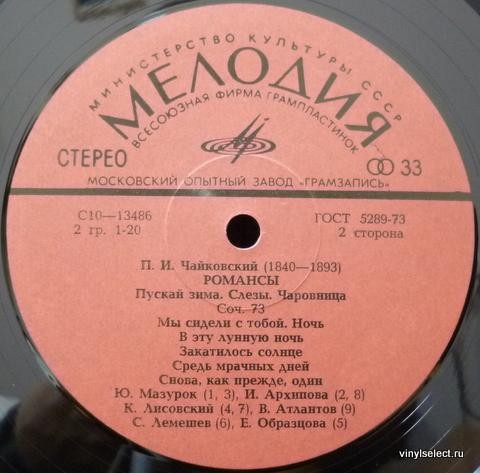 МИНИСТЕРСТВО КУЛЬТУРЫ СССР
МЕЛОДИЯ
ВСЕСОЮЗНАЯ ФИРМА ГРАМПЛАСТИНОК
СТЕРЕО
33
МОСКОВСКИЙ ОПЫТНЫЙ ЗАВОД «ГРАМЗАПИСЬ»
С10—13486 ГОСТ 5289-73
2 гр. 1-20 2 сторона
П. И. Чайковский (1840—1893)
РОМАНСЫ
Пускай зима. Слезы. Чаровница
Соч. 73
Мы сидели с тобой. Ночь
В эту лунную ночь
Закатилось солнце
Средь мрачных дней
Снова, как прежде, один
Ю. Мазурок (1, 3), И. Архипова (2, 8)
К. Лисовский (4, 7), В. Атлантов (9)
С. Лемешев (6), Е. Образцова (5)
vinylselect.ru